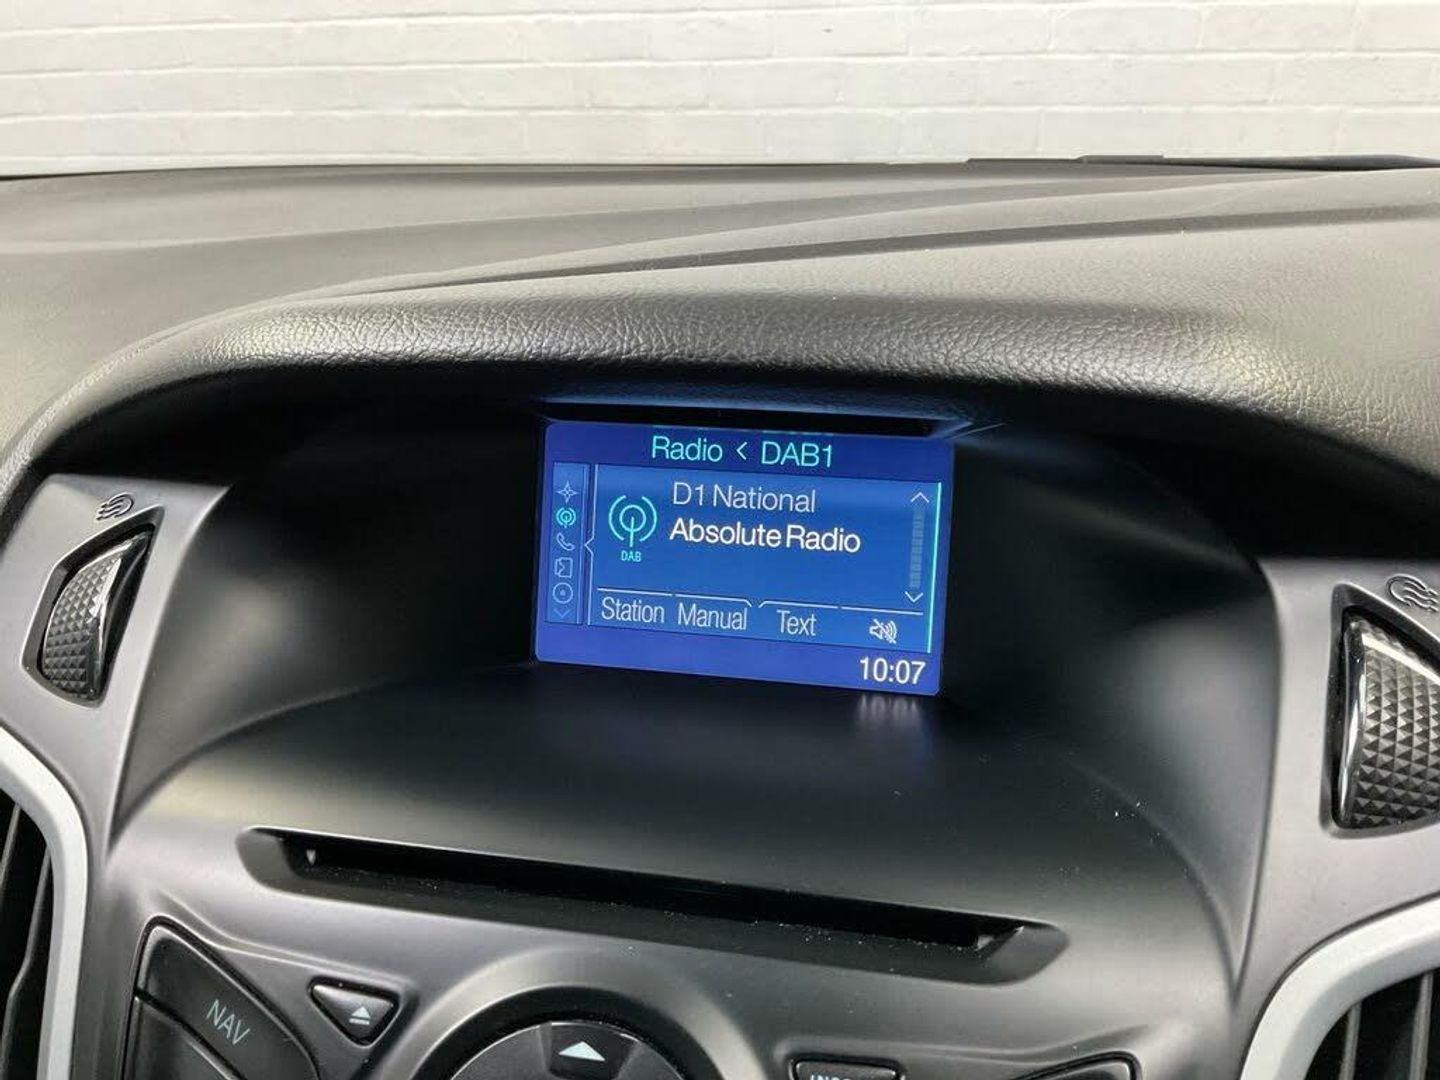 Radio < DAB1
D1 National
Absolute Radio
DAB
Station Manual Text
10:07
NAV